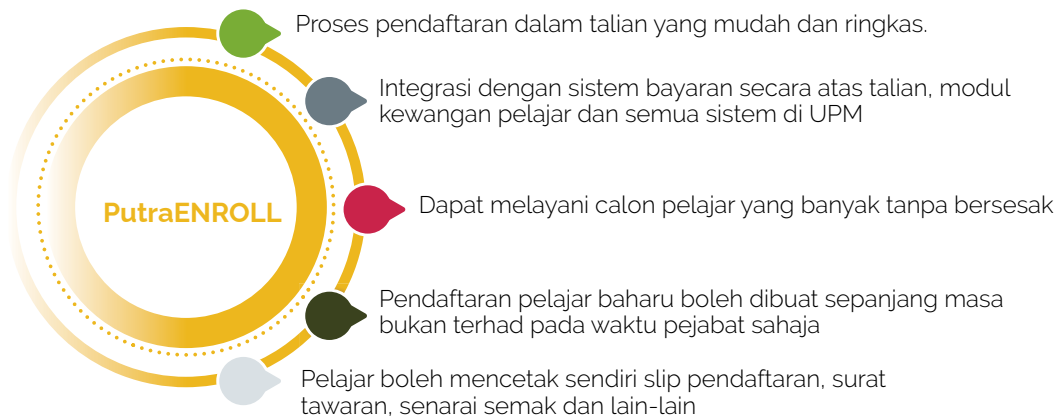 Proses pendaftaran dalam talian yang mudah dan ringkas.
Integrasi dengan sistem bayaran secara atas talian, modul
kewangan pelajar dan semua sistem di UPM
PutraENROLL
Dapat melayani calon pelajar yang banyak tanpa bersesak
Pendaftaran pelajar baharu boleh dibuat sepanjang masa
bukan terhad pada waktu pejabat sahaja
Pelajar boleh mencetak sendiri slip pendaftaran, surat
tawaran, senarai semak dan lain-lain